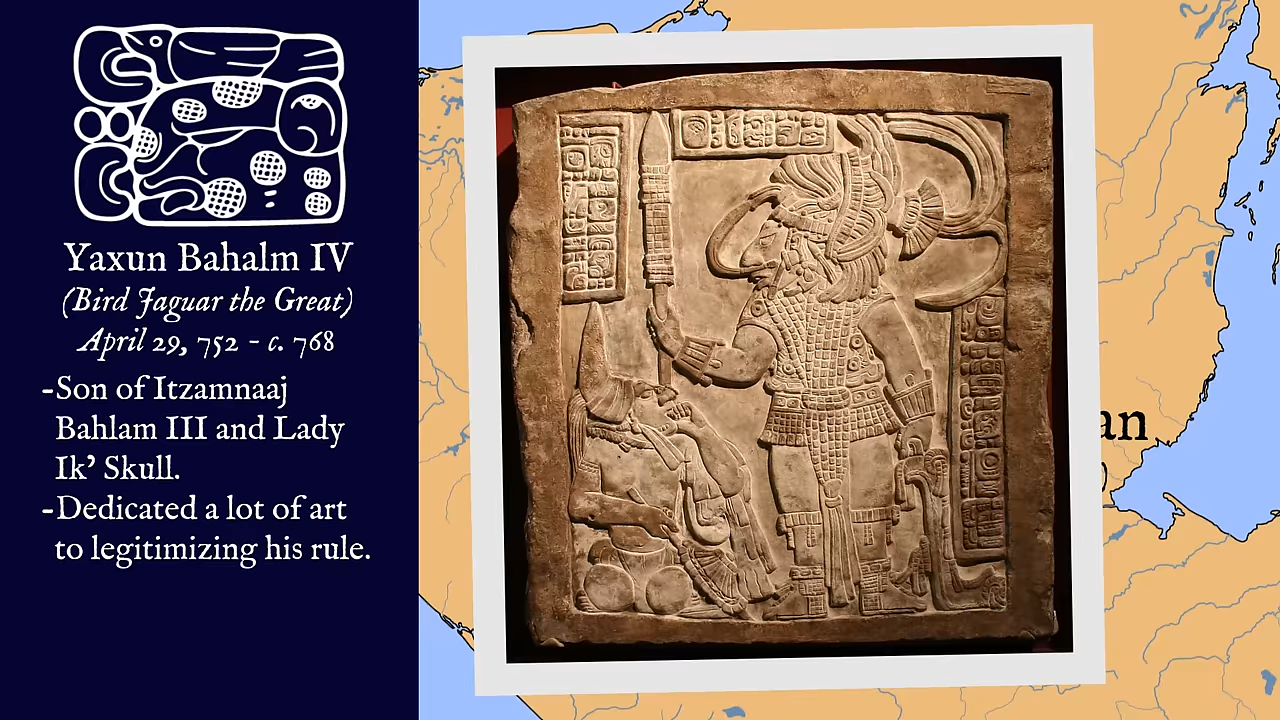 Yaxun Bahalm IV
(Bird Jaguar the Great)
April 29, 752 - c. 768
-Son of Itzamnaaj
Bahlam III and Lady
Ik’ Skull.
-Dedicated a lot of art
to legitimizing his rule.
an
)